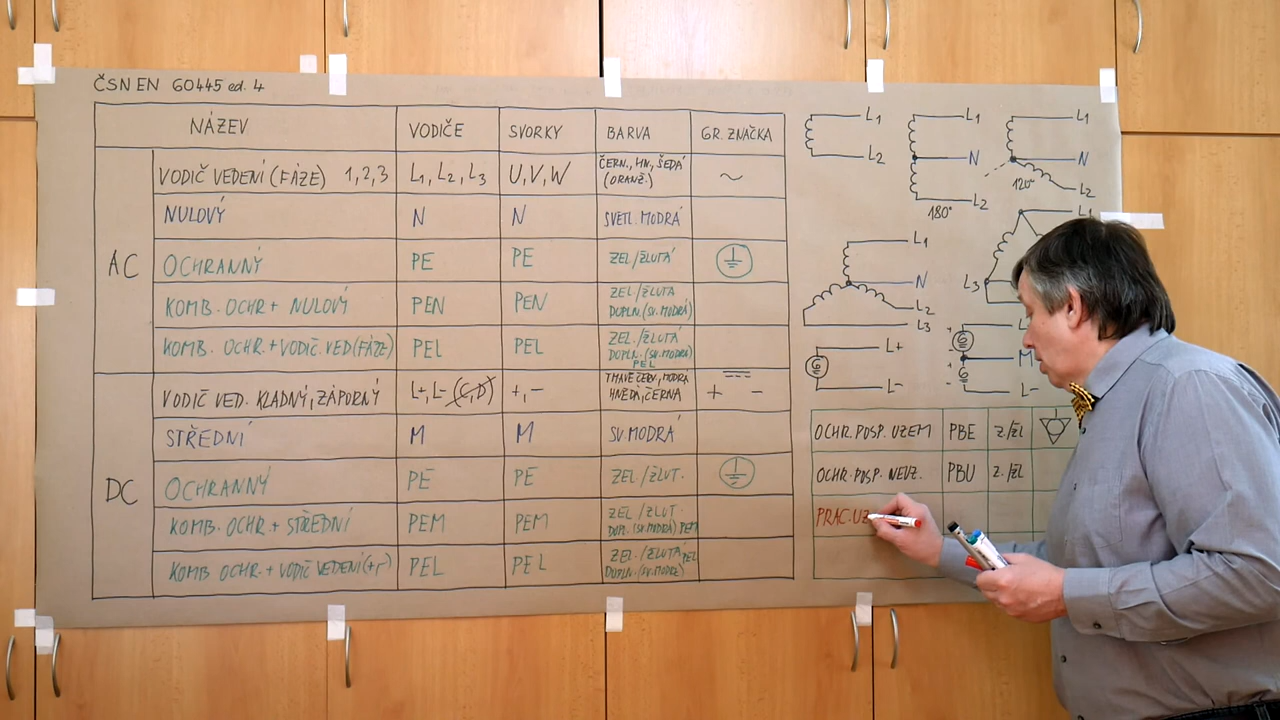 ČSN EN 60445 ed. 4
NÁZEV VODIČE SVORKY BARVA GR. ZNAČKA
AC
VODIČ VEDENÍ (FÁZE) 1,2,3 L1, L2, L3 U, V, W ČERN., HN., ŠEDÁ
(ORANŽ.) ~
NULOVÝ N N SVĚTL. MODRÁ
OCHRANNÝ PE PE ZEL/ŽLUTÁ
KOMB. OCHR + NULOVÝ PEN PEN ZEL/ŽLUTÁ
DOPLN. (SV. MODRÁ)
KOMB. OCHR. + VODIČ. VED (FÁZE) PEL PEL ZEL./ŽLUTÁ
DOPLN. (SV. MODRÁ)
PEL
DC
VODIČ VED. KLADNÝ, ZÁPORNÝ L+, L- (C, D) +, - TMAVĚ ČERV., MODRÁ
HNĚDÁ, ČERNÁ + -
STŘEDNÍ M M SV. MODRÁ
OCHRANNÝ PE PE ZEL/ŽLUT.
KOMB. OCHR. + STŘEDNÍ PEM PEM ZEL/ŽLUT.
DOPL. (SV. MODRÁ) PEM
KOMB OCHR. + VODIČ VEDENÍ PEL PEL ZEL./ŽLUTÁ PEL
DOPLN. (SV. MODRÁ)
L1
L2
L1
N
L2
180°
L1
N
L2
120°
L1
L3
L1
N
L2
L3
G
L+
L-
+
G
-
+
G
-
L
M
L-
OCHR. POSP. UZEM PBE Z/ŽL
OCHR. POSP. NEUZ. PBU Z./ŽL
PRAC. UZ